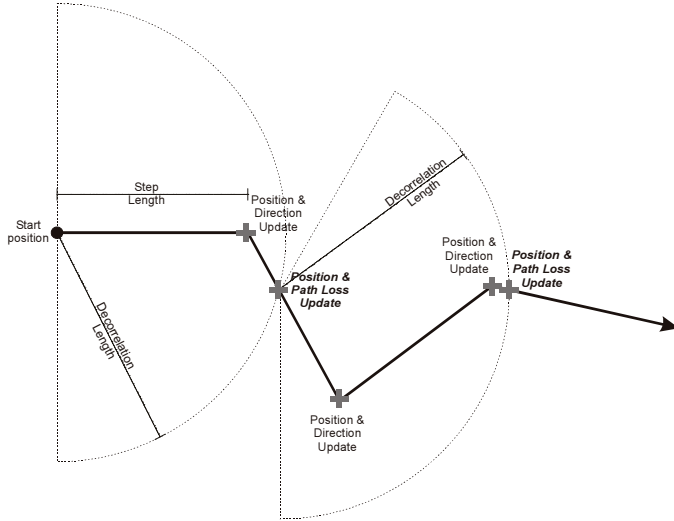 Step
Length
Start
position
Position &
Direction
Update
Position &
Path Loss
Update
Decorrelation
Length
Decorrelation
Length
Position &
Direction
Update
Position &
Path Loss
Update
Position &
Direction
Update